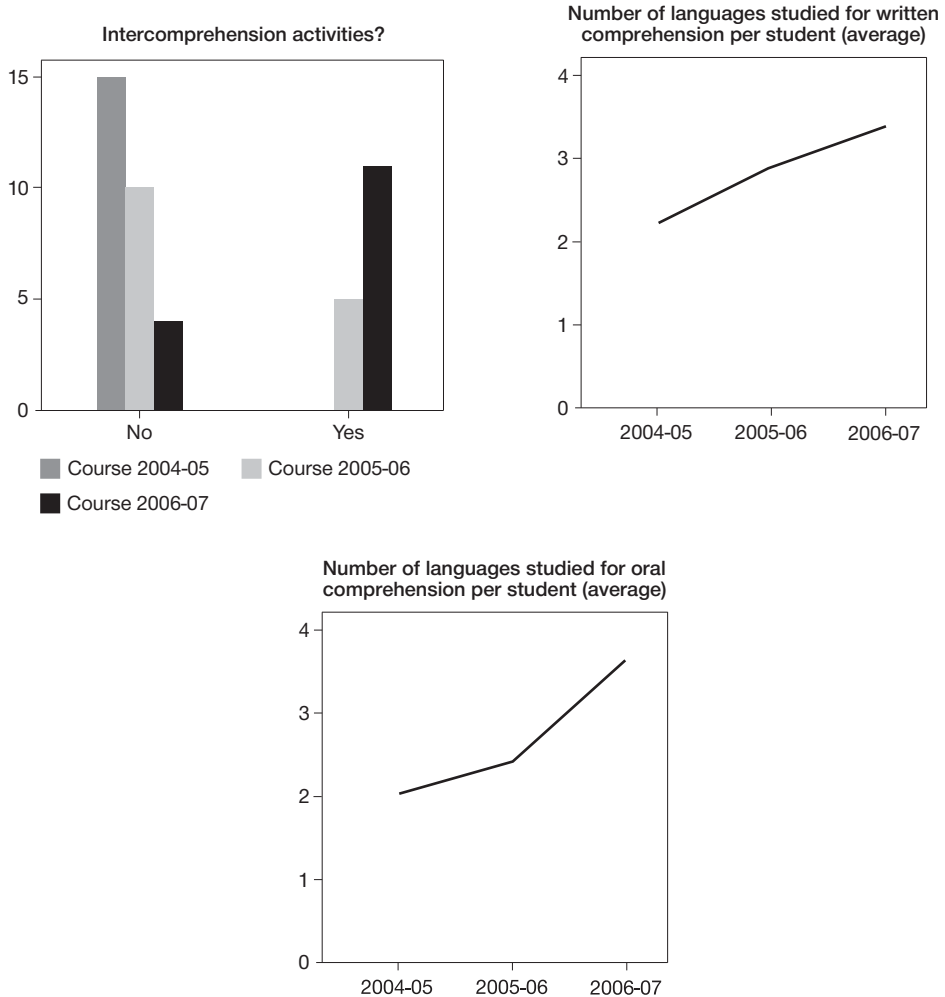 Intercomprehension activities?
15
10
5
0
No Yes
Course 2004-05 Course 2005-06
Course 2006-07
Number of languages studied for written
comprehension per student (average)
4
3
2
1
0
2004-05 2005-06 2006-07
Number of languages studied for oral
comprehension per student (average)
4
3
2
1
0
2004-05 2005-06 2006-07